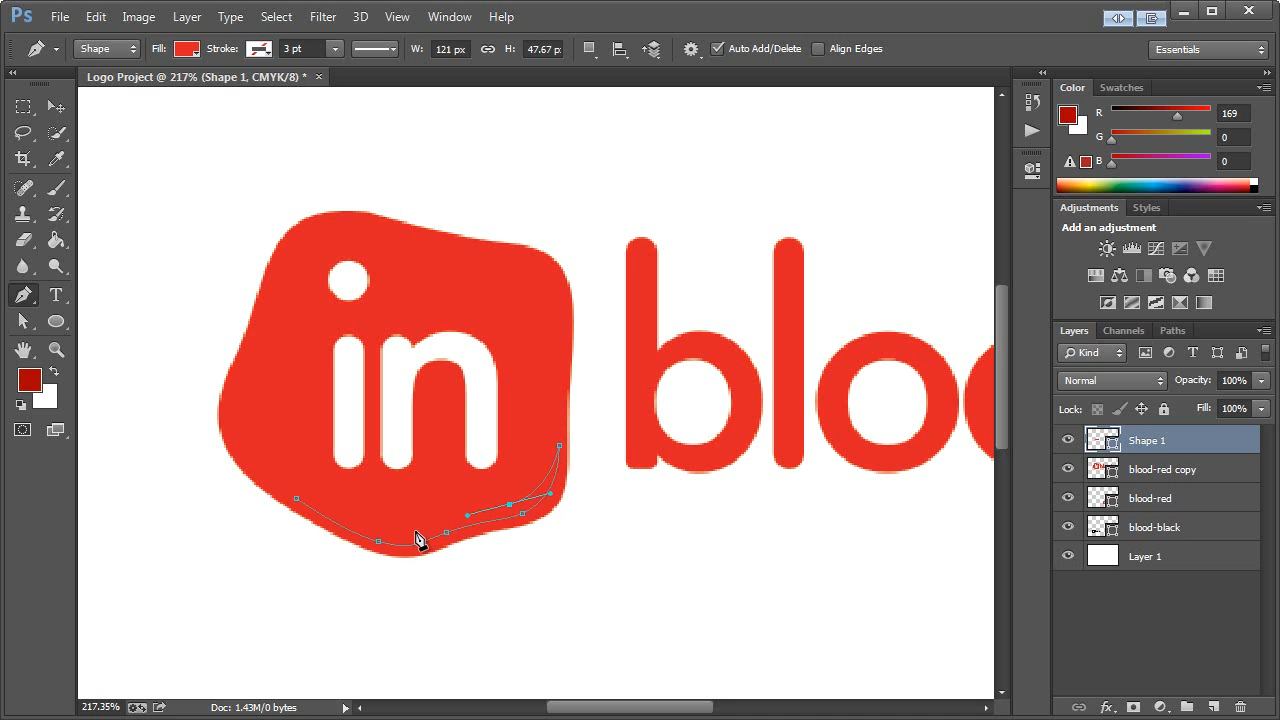 Ps File Edit Image Layer Type Select Filter 3D View Window Help
Shape Fill: Stroke: 3 pt W: 121 px H: 47.67 p Auto Add/Delete Align Edges Essentials
Logo Project @ 217% (Shape 1, CMYK/8) * ×
Color Swatches
R 169
G 0
B 0
Adjustments Styles
Add an adjustment
in bloo
Layers Channels Paths
Kind
Normal Opacity: 100%
Lock: Fill: 100%
Shape 1
blood-red copy
blood-red
blood-black
Layer 1
217.35% Doc: 1.43M/0 bytes